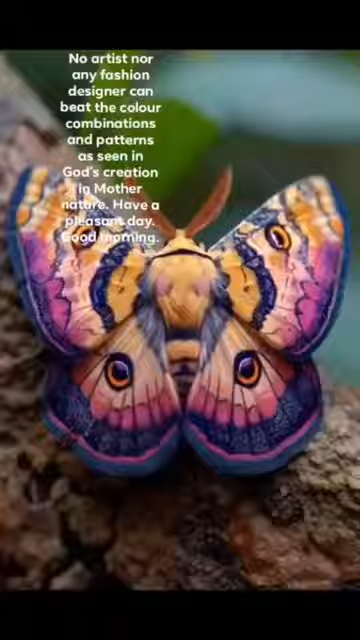 No artist nor
any fashion
designer can
beat the colour
combinations
and patterns
as seen in
God's creation
in Mother
nature. Have a
pleasant day.
Good morning.